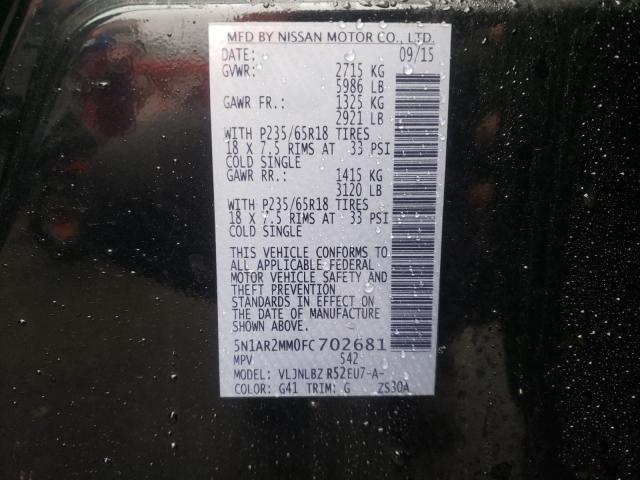 MFD BY NISSAN MOTOR CO., LTD.
DATE: 09/15
GVWR: 2715 KG
5986 LB
GAWR FR.: 1325 KG
2921 LB
WITH P235/65R18 TIRES
18 X 7.5 RIMS AT 33 PSI
COLD SINGLE
GAWR RR.: 1415 KG
3120 LB
WITH P235/65R18 TIRES
18 X 7.5 RIMS AT 33 PSI
COLD SINGLE
THIS VEHICLE CONFORMS TO
ALL APPLICABLE FEDERAL
MOTOR VEHICLE SAFETY AND
THEFT PREVENTION
STANDARDS IN EFFECT ON
THE DATE OF MANUFACTURE
SHOWN ABOVE.
5N1AR2MM0FC702681
MPV 542
MODEL: VLJNLBZ R52EU7-A-
COLOR: G41 TRIM: G ZS30A